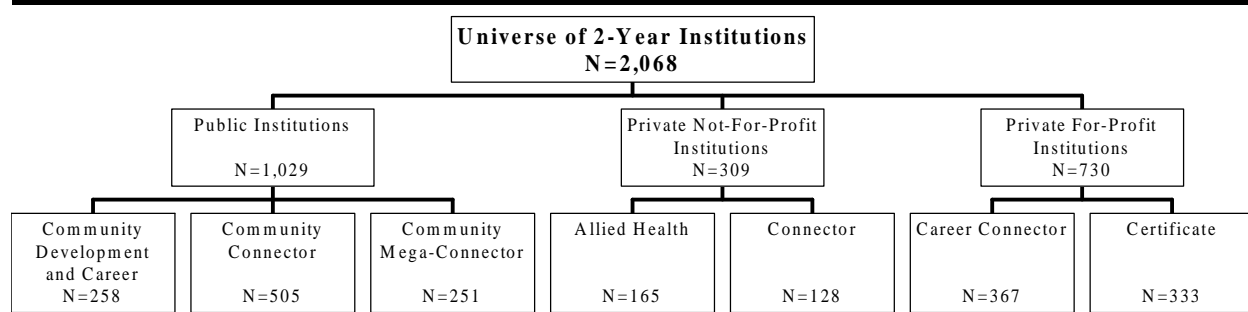 Universe of 2-Year Institutions
N=2,068
Public Institutions
N=1,029
Private Not-For-Profit
Institutions
N=309
Private For-Profit
Institutions
N=730
Community
Development
and Career
N=258
Community
Connector
N=505
Community
Mega-Connector
N=251
Allied Health
N=165
Connector
N=128
Career Connector
N=367
Certificate
N=333